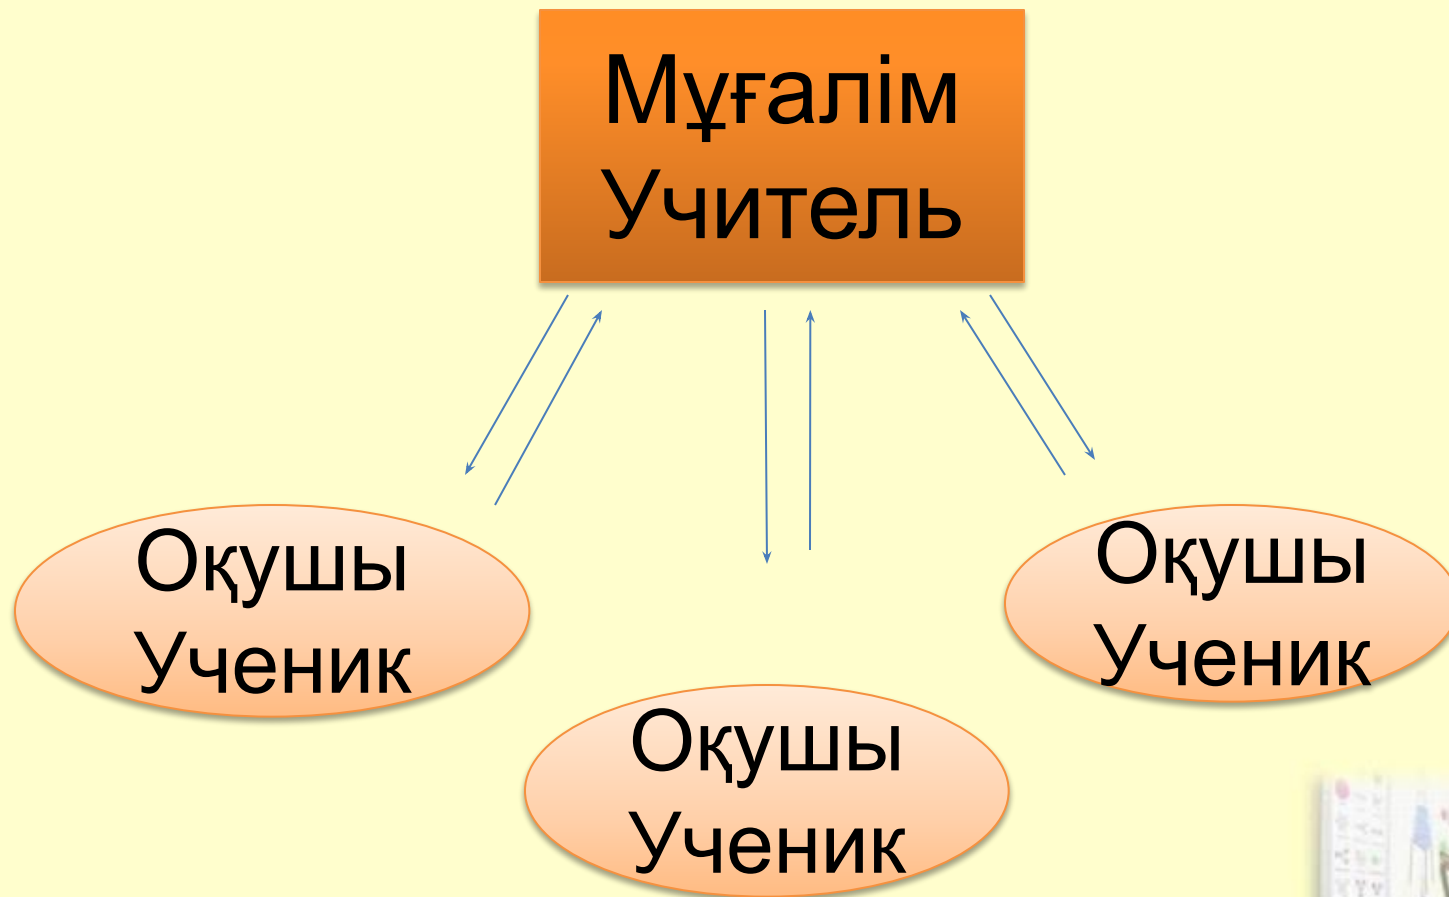 Мұғалім
Учитель
Оқушы
Ученик
Оқушы
Ученик
Оқушы
Ученик